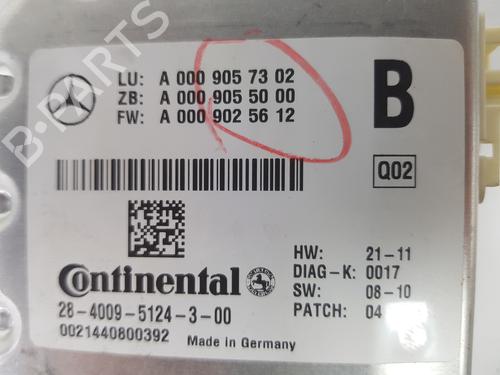 LU: A 000 905 73 02
ZB: A 000 905 50 00
FW: A 000 902 56 12
B
Q02
Continental
28-4009-5124-3-00
0021440800392 Made in Germany
HW: 21-11
DIAG-K: 0017
SW: 08-10
PATCH: 04
B-PARTS